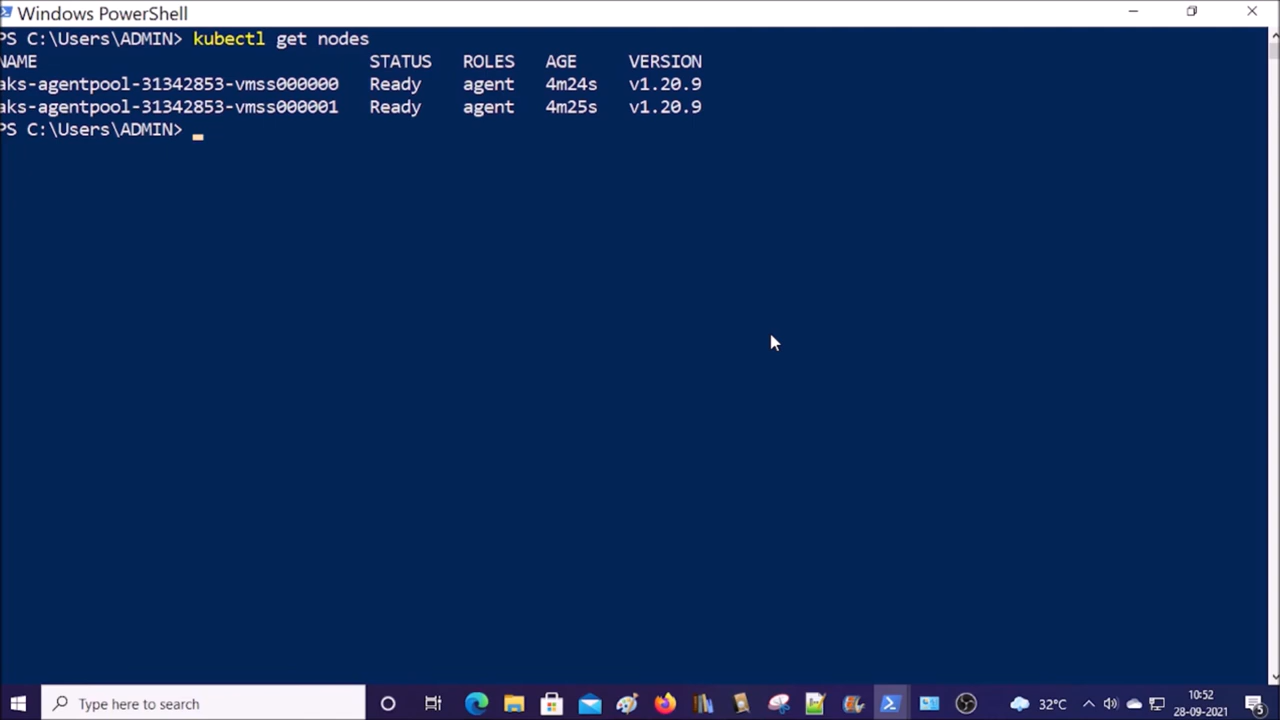 Windows PowerShell
PS C:\Users\ADMIN> kubectl get nodes
NAME STATUS ROLES AGE VERSION
aks-agentpool-31342853-vmss000000 Ready agent 4m24s v1.20.9
aks-agentpool-31342853-vmss000001 Ready agent 4m25s v1.20.9
PS C:\Users\ADMIN>
Type here to search
32°C
10:52
28-09-2021
5